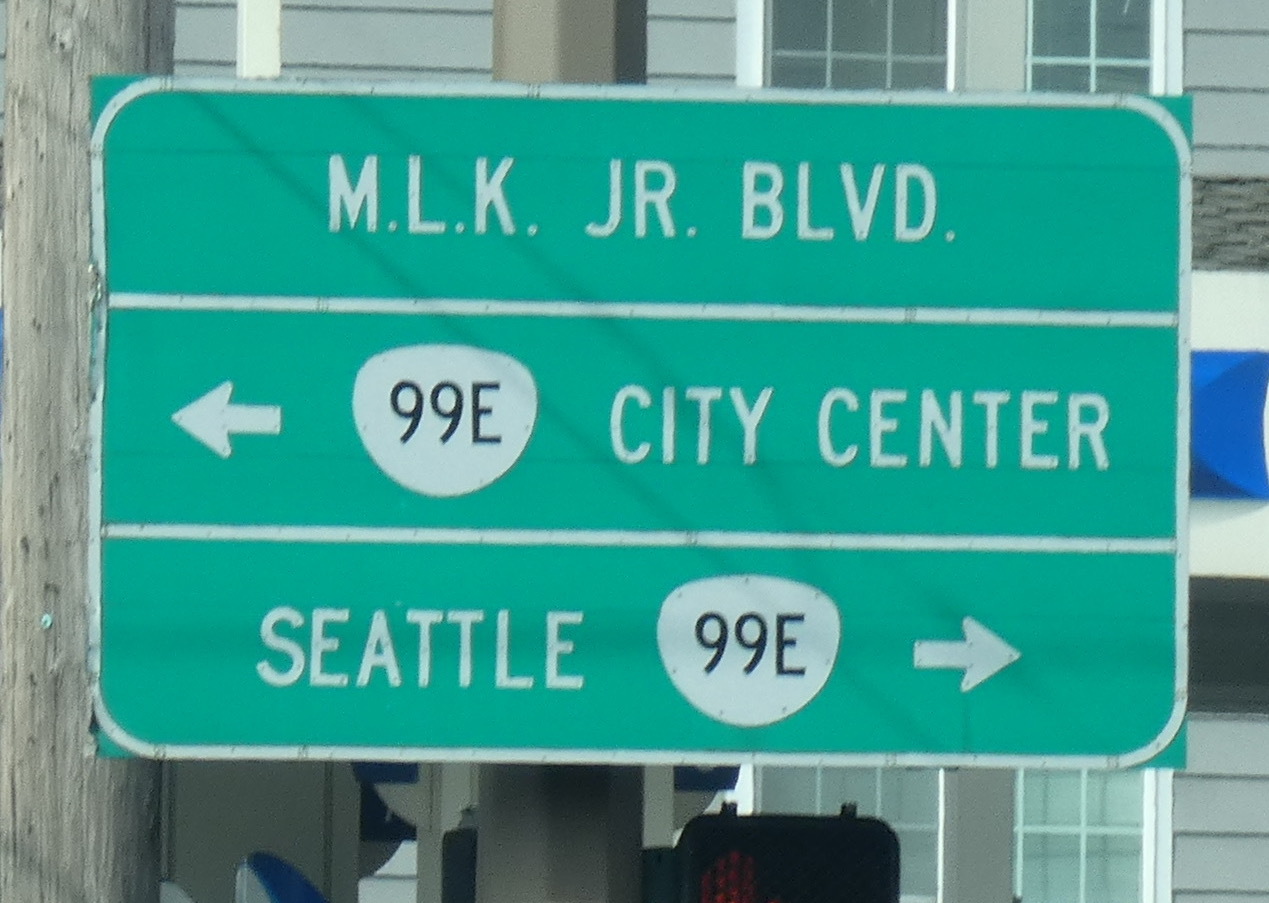 M.L.K. JR. BLVD.
99E CITY CENTER
SEATTLE 99E